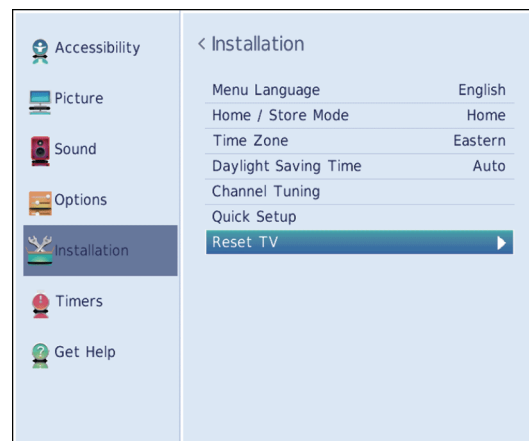 Accessibility
Picture
Sound
Options
Installation
Timers
Get Help
< Installation
Menu Language English
Home / Store Mode Home
Time Zone Eastern
Daylight Saving Time Auto
Channel Tuning
Quick Setup
Reset TV